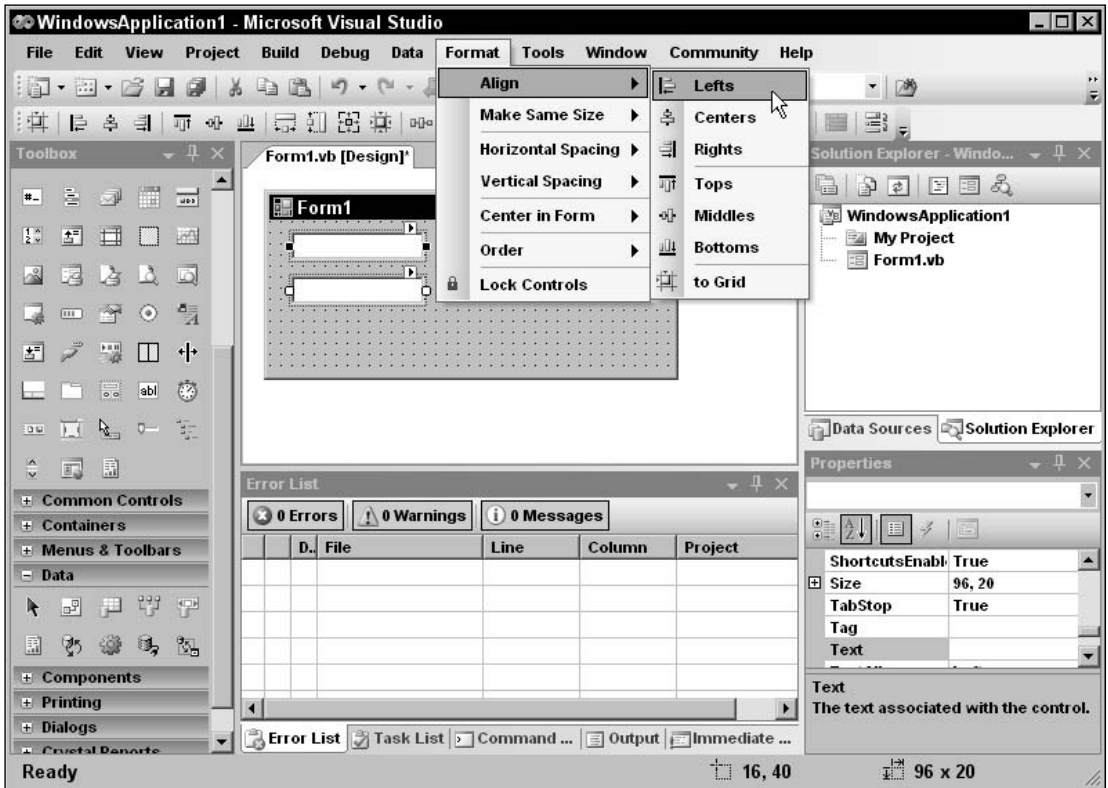 WindowsApplication1 - Microsoft Visual Studio
File Edit View Project Build Debug Data Format Tools Window Community Help
Align
Make Same Size
Horizontal Spacing
Vertical Spacing
Center in Form
Order
Lock Controls
Lefts
Centers
Rights
Tops
Middles
Bottoms
to Grid
Toolbox
abl
Common Controls
Containers
Menus & Toolbars
Data
Components
Printing
Dialogs
Crystal Reports
Form1.vb [Design]*
Form1
Error List
0 Errors 0 Warnings 0 Messages
D.. File Line Column Project
Error List Task List Command ... Output Immediate ...
Solution Explorer - Windo...
WindowsApplication1
My Project
Form1.vb
Data Sources Solution Explorer
Properties
ShortcutsEnabl True
Size 96, 20
TabStop True
Tag
Text
Text
The text associated with the control.
Ready 16, 40 96 x 20